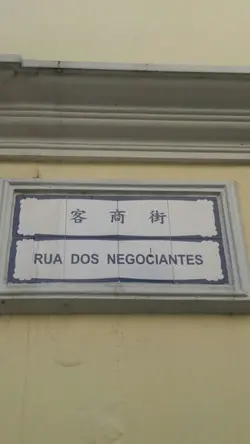 客商街
RUA DOS NEGOCIANTES